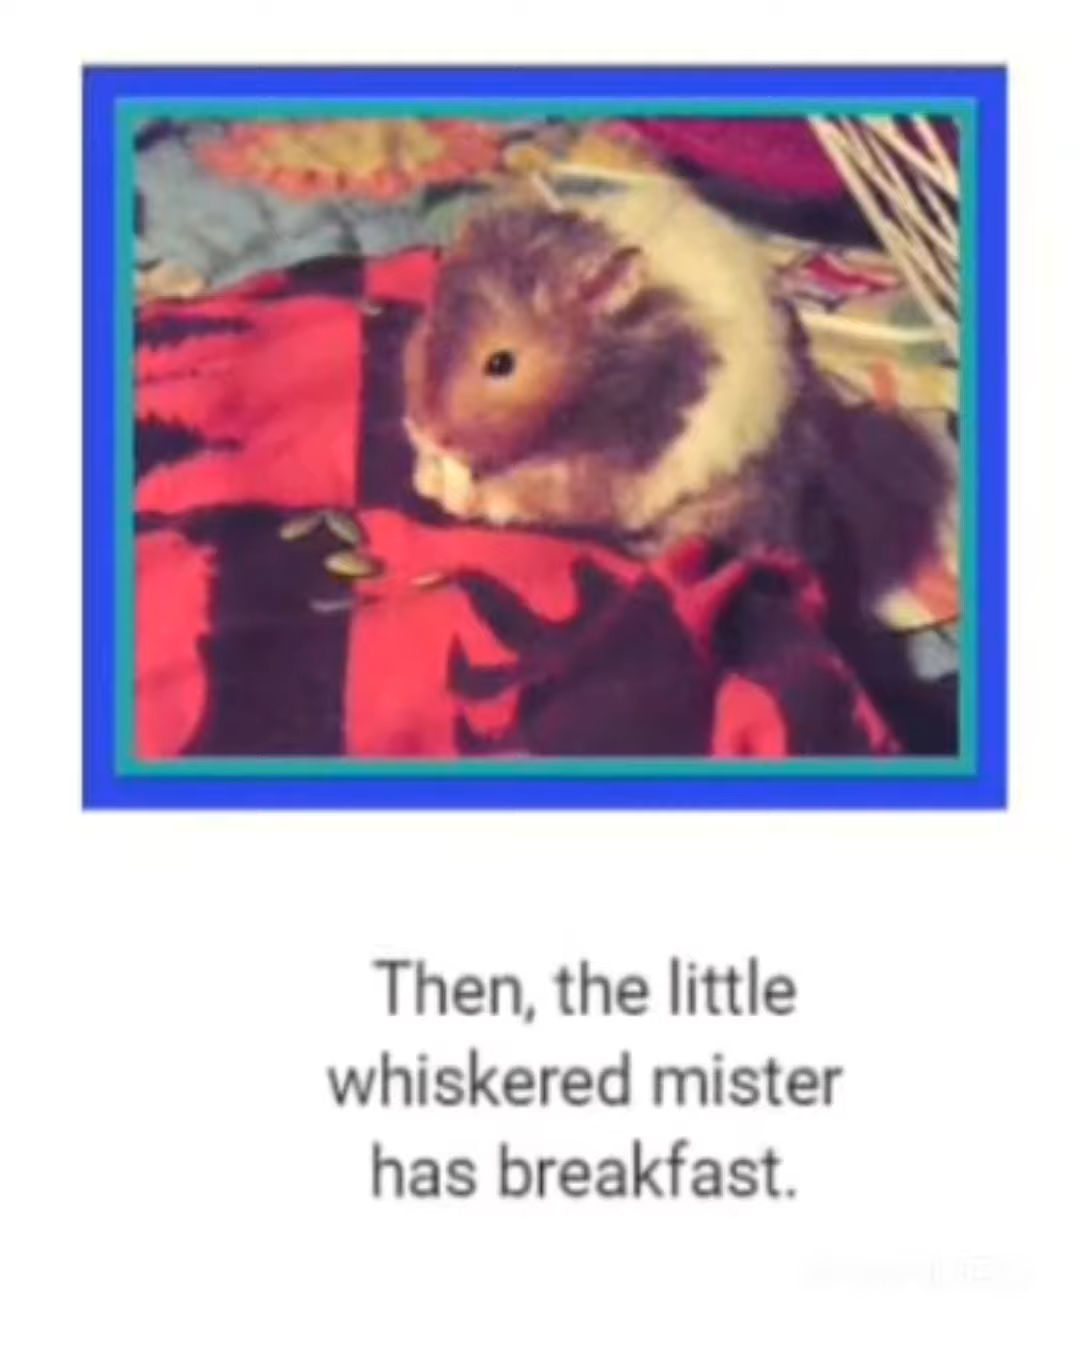 Then, the little
whiskered mister
has breakfast.